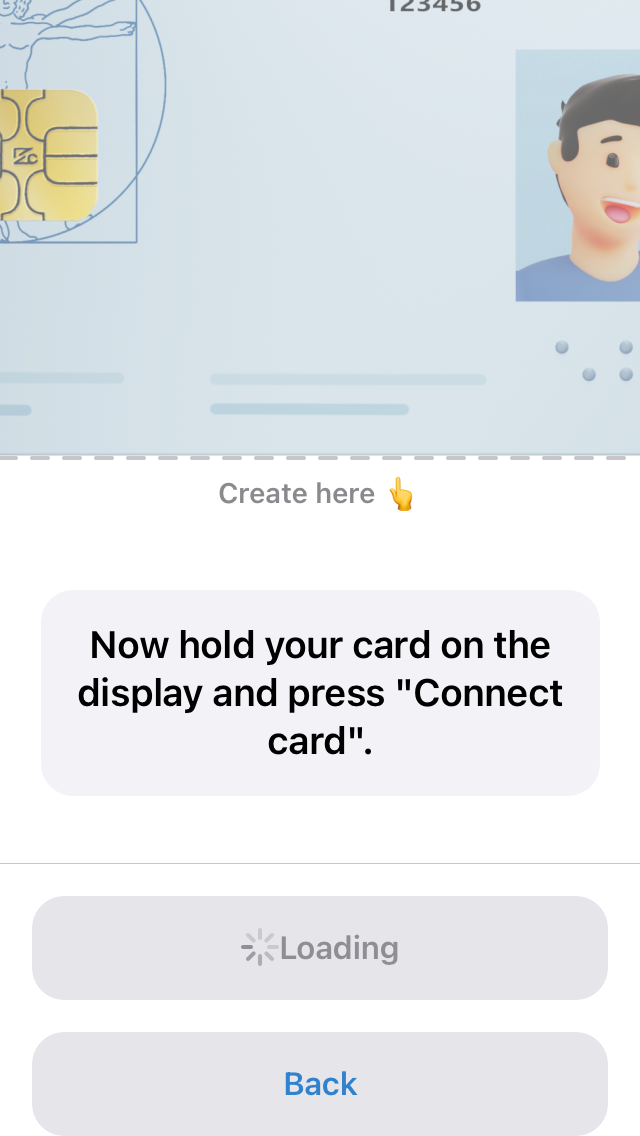 123456
Create here 👆
Now hold your card on the
display and press "Connect
card".
Loading
Back